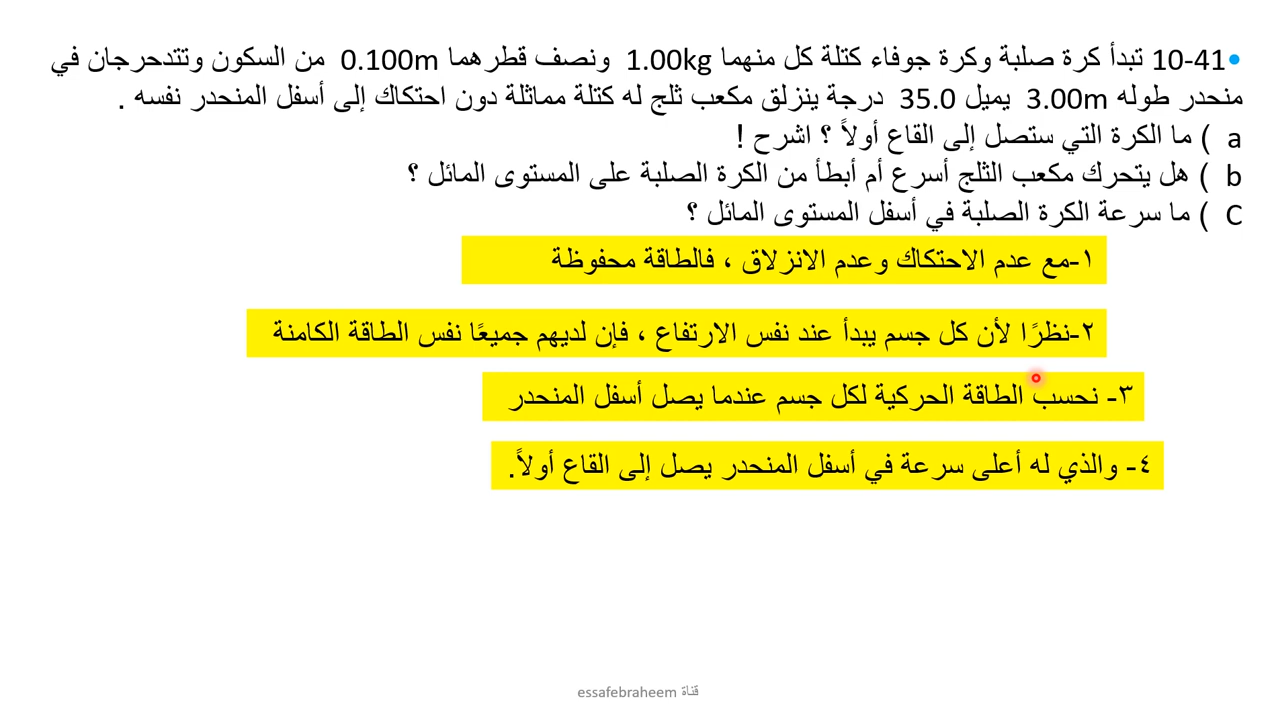 •10-41 تبدأ كرة صلبة وكرة جوفاء كتلة كل منهما 1.00kg ونصف قطرهما 0.100m من السكون وتتدحرجان في
منحدر طوله 3.00m يميل 35.0 درجة ينزلق مكعب ثلج له كتلة مماثلة دون احتكاك إلى أسفل المنحدر نفسه .
a ) ما الكرة التي ستصل إلى القاع أولاً ؟ اشرح !
b ) هل يتحرك مكعب الثلج أسرع أم أبطأ من الكرة الصلبة على المستوى المائل ؟
C ) ما سرعة الكرة الصلبة في أسفل المستوى المائل ؟
١-مع عدم الاحتكاك وعدم الانزلاق ، فالطاقة محفوظة
٢-نظرًا لأن كل جسم يبدأ عند نفس الارتفاع ، فإن لديهم جميعًا نفس الطاقة الكامنة
٣- نحسب الطاقة الحركية لكل جسم عندما يصل أسفل المنحدر
٤- والذي له أعلى سرعة في أسفل المنحدر يصل إلى القاع أولاً.
قناة essafebraheem